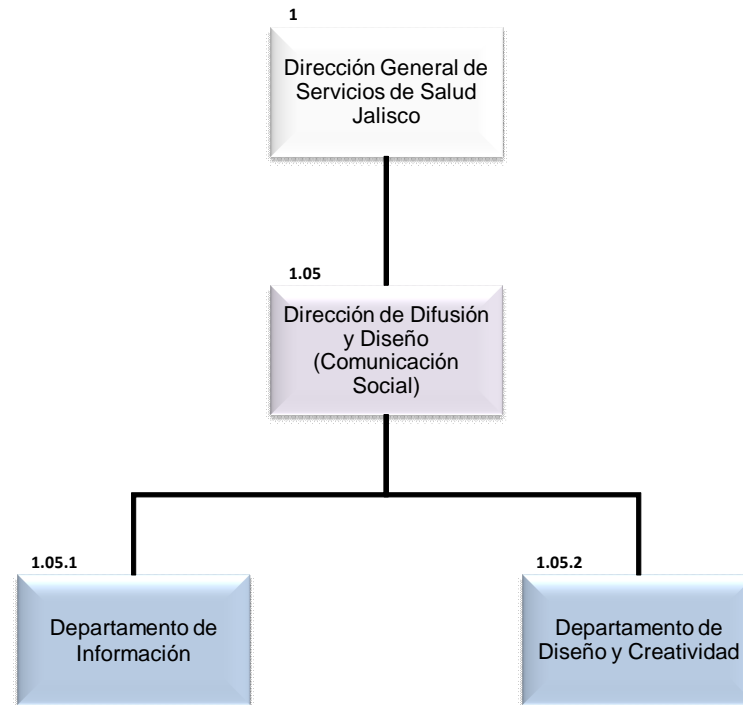 1
Dirección General de
Servicios de Salud
Jalisco
1.05
Dirección de Difusión
y Diseño
(Comunicación
Social)
1.05.1
Departamento de
Información
1.05.2
Departamento de
Diseño y Creatividad